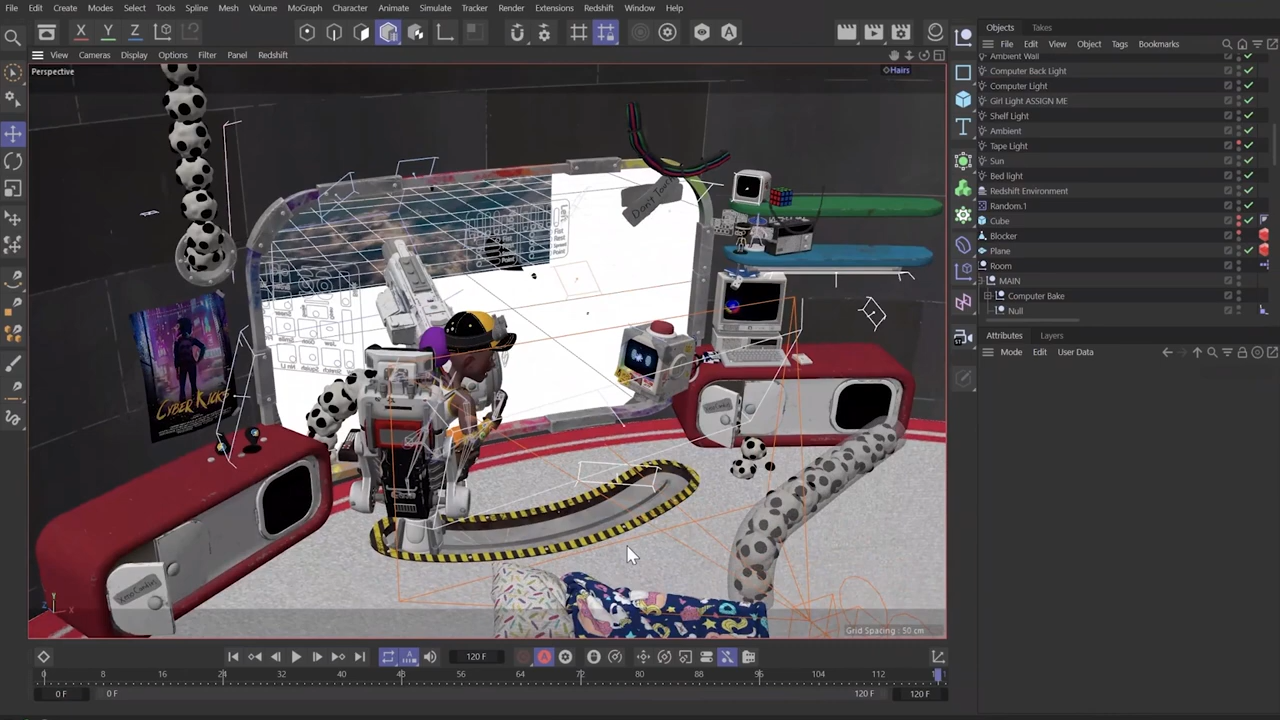 File Edit Create Modes Select Tools Spline Mesh Volume MoGraph Character Animate Simulate Tracker Render Extensions Redshift Window Help
X Y Z
View Cameras Display Options Filter Panel Redshift
Perspective
Hairs
Don't Touch
CYBER KICKS
Grid Spacing : 50 cm
120 F
0 8 16 24 32 40 48 56 64 72 80 88 96 104 112
0 F 0 F 120 F 120 F
Objects Takes
File Edit View Object Tags Bookmarks
Ambient Wall
Computer Back Light
Computer Light
Girl Light ASSIGN ME
Shelf Light
Ambient
Tape Light
Sun
Bed light
Redshift Environment
Random.1
Cube
Blocker
Plane
Room
MAIN
Computer Bake
Null
Attributes Layers
Mode Edit User Data